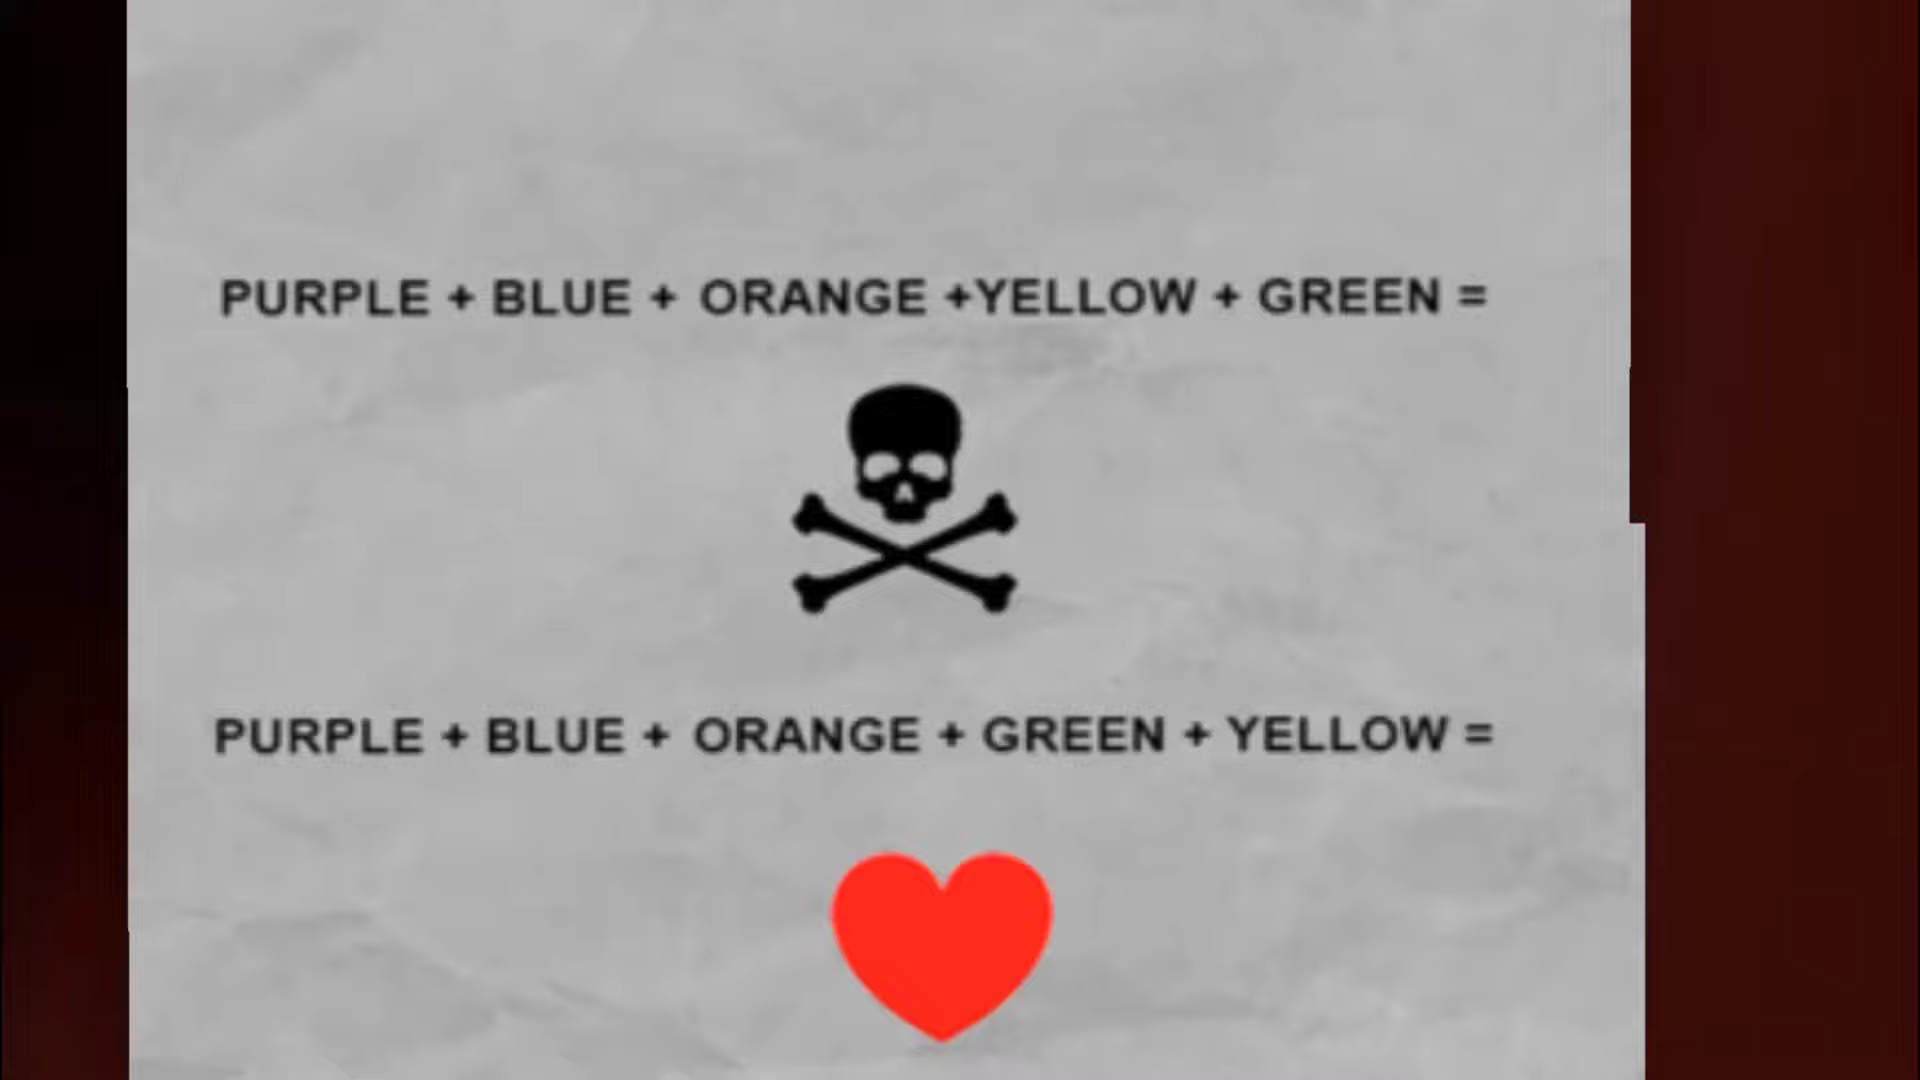 PURPLE + BLUE + ORANGE +YELLOW + GREEN =
PURPLE + BLUE + ORANGE + GREEN + YELLOW =